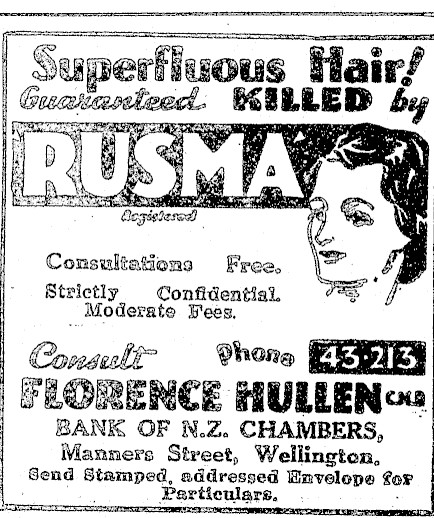 Superfluous Hair!
Guaranteed KILLED by
RUSMA
Registered
Consultations Free.
Strictly Confidential.
Moderate Fees.
Consult Phone 43-213
FLORENCE HULLEN C.M.B
BANK OF N.Z. CHAMBERS,
Manners Street, Wellington.
Send Stamped, addressed Envelope for
Particulars.